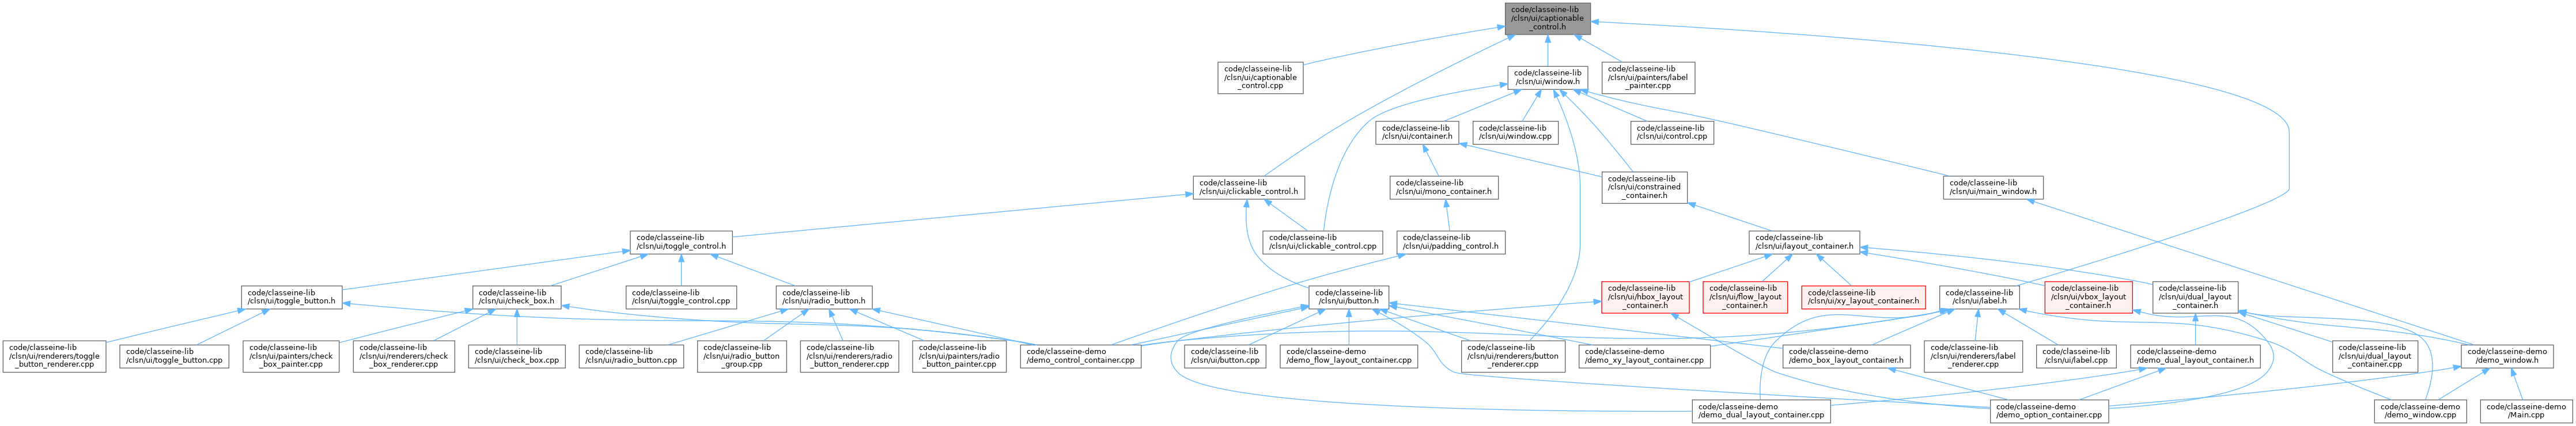 code/classeine-lib
/clsn/ui/captionable
_control.h
code/classeine-lib
/clsn/ui/captionable
_control.cpp
code/classeine-lib
/clsn/ui/window.h
code/classeine-lib
/clsn/ui/painters/label
_painter.cpp
code/classeine-lib
/clsn/ui/container.h
code/classeine-lib
/clsn/ui/window.cpp
code/classeine-lib
/clsn/ui/control.cpp
code/classeine-lib
/clsn/ui/clickable_control.h
code/classeine-lib
/clsn/ui/mono_container.h
code/classeine-lib
/clsn/ui/constrained
_container.h
code/classeine-lib
/clsn/ui/main_window.h
code/classeine-lib
/clsn/ui/toggle_control.h
code/classeine-lib
/clsn/ui/clickable_control.cpp
code/classeine-lib
/clsn/ui/padding_control.h
code/classeine-lib
/clsn/ui/layout_container.h
code/classeine-lib
/clsn/ui/toggle_button.h
code/classeine-lib
/clsn/ui/check_box.h
code/classeine-lib
/clsn/ui/toggle_control.cpp
code/classeine-lib
/clsn/ui/radio_button.h
code/classeine-lib
/clsn/ui/button.h
code/classeine-lib
/clsn/ui/hbox_layout
_container.h
code/classeine-lib
/clsn/ui/flow_layout
_container.h
code/classeine-lib
/clsn/ui/xy_layout_container.h
code/classeine-lib
/clsn/ui/label.h
code/classeine-lib
/clsn/ui/vbox_layout
_container.h
code/classeine-lib
/clsn/ui/dual_layout
_container.h
code/classeine-lib
/clsn/ui/renderers/toggle
_button_renderer.cpp
code/classeine-lib
/clsn/ui/toggle_button.cpp
code/classeine-lib
/clsn/ui/painters/check
_box_painter.cpp
code/classeine-lib
/clsn/ui/renderers/check
_box_renderer.cpp
code/classeine-lib
/clsn/ui/check_box.cpp
code/classeine-lib
/clsn/ui/radio_button.cpp
code/classeine-lib
/clsn/ui/radio_button
_group.cpp
code/classeine-lib
/clsn/ui/renderers/radio
_button_renderer.cpp
code/classeine-lib
/clsn/ui/painters/radio
_button_painter.cpp
code/classeine-demo
/demo_control_container.cpp
code/classeine-lib
/clsn/ui/button.cpp
code/classeine-demo
/demo_flow_layout_container.cpp
code/classeine-lib
/clsn/ui/renderers/button
_renderer.cpp
code/classeine-demo
/demo_xy_layout_container.cpp
code/classeine-demo
/demo_box_layout_container.h
code/classeine-lib
/clsn/ui/renderers/label
_renderer.cpp
code/classeine-lib
/clsn/ui/label.cpp
code/classeine-demo
/demo_dual_layout_container.h
code/classeine-lib
/clsn/ui/dual_layout
_container.cpp
code/classeine-demo
/demo_window.h
code/classeine-demo
/demo_dual_layout_container.cpp
code/classeine-demo
/demo_option_container.cpp
code/classeine-demo
/demo_window.cpp
code/classeine-demo
/Main.cpp